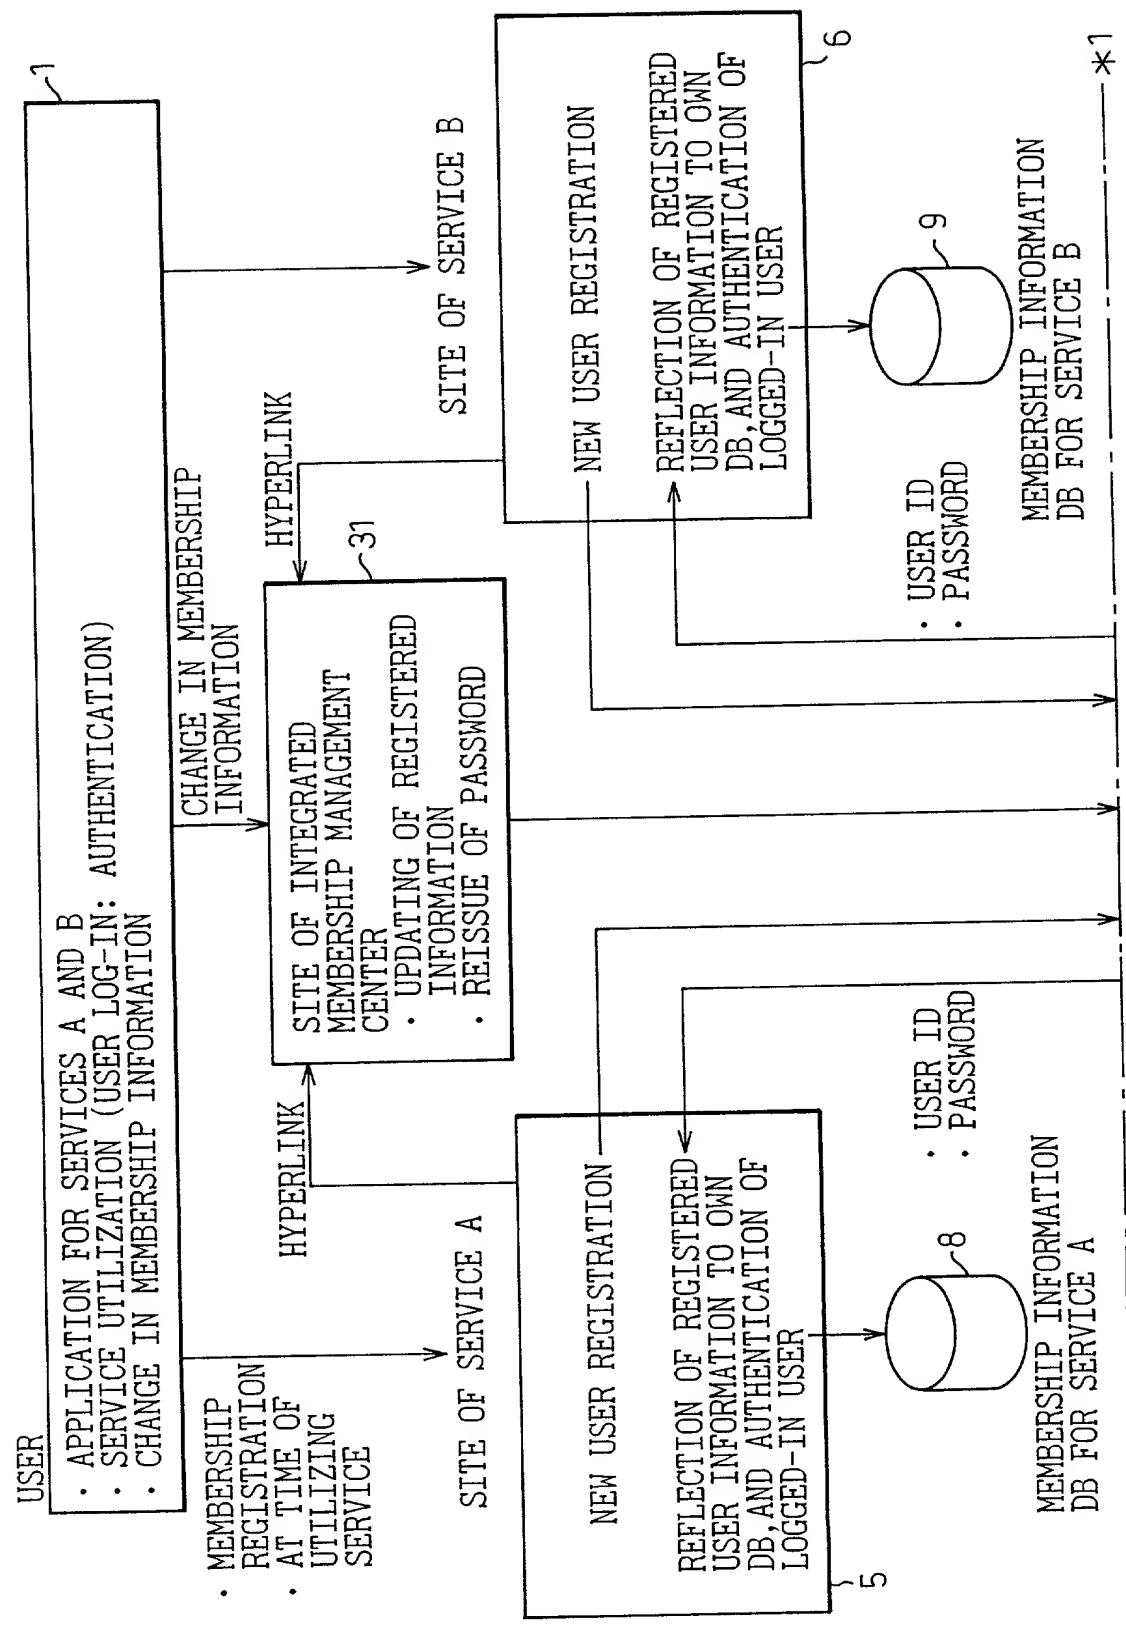 USER
1
· APPLICATION FOR SERVICES A AND B
· SERVICE UTILIZATION (USER LOG-IN: AUTHENTICATION)
· CHANGE IN MEMBERSHIP INFORMATION
· MEMBERSHIP
REGISTRATION
· AT TIME OF
UTILIZING
SERVICE
CHANGE IN MEMBERSHIP
INFORMATION
HYPERLINK
HYPERLINK
31
SITE OF INTEGRATED
MEMBERSHIP MANAGEMENT
CENTER
· UPDATING OF REGISTERED
INFORMATION
· REISSUE OF PASSWORD
SITE OF SERVICE A
NEW USER REGISTRATION
REFLECTION OF REGISTERED
USER INFORMATION TO OWN
DB, AND AUTHENTICATION OF
LOGGED-IN USER
5
8
MEMBERSHIP INFORMATION
DB FOR SERVICE A
· USER ID
· PASSWORD
SITE OF SERVICE B
NEW USER REGISTRATION
REFLECTION OF REGISTERED
USER INFORMATION TO OWN
DB, AND AUTHENTICATION OF
LOGGED-IN USER
6
9
· USER ID
· PASSWORD
MEMBERSHIP INFORMATION
DB FOR SERVICE B
*1